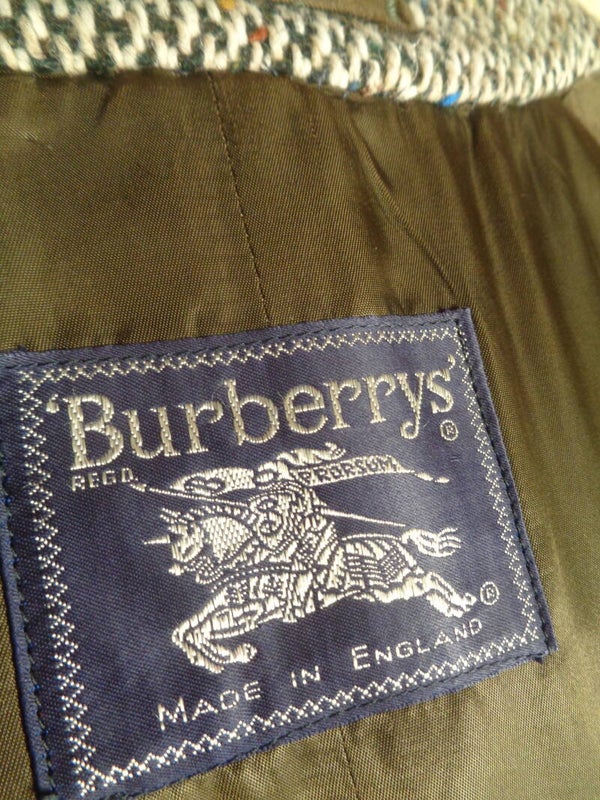 'Burberrys'
®
REGD.
PRORSUM
®
MADE IN ENGLAND